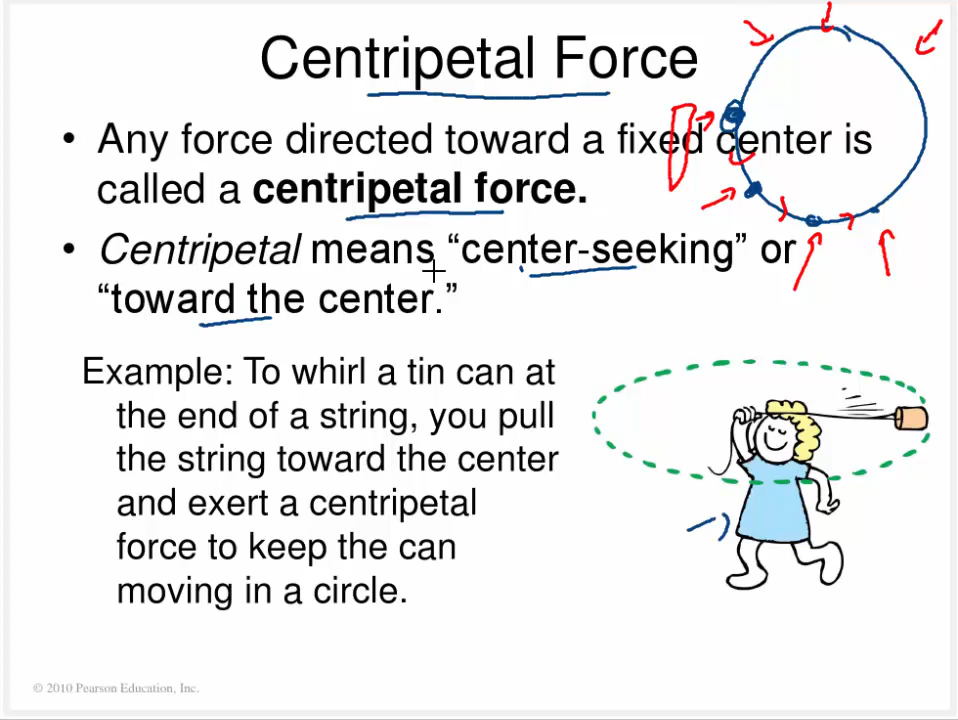 Centripetal Force
• Any force directed toward a fixed center is
called a centripetal force.
• Centripetal means “center-seeking” or
“toward the center.”
Example: To whirl a tin can at
the end of a string, you pull
the string toward the center
and exert a centripetal
force to keep the can
moving in a circle.
© 2010 Pearson Education, Inc.